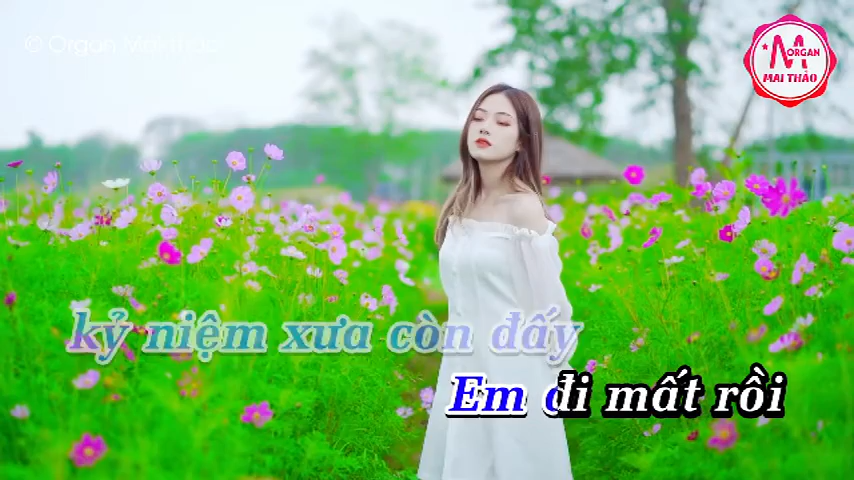 © Organ Mai Thảo
ORGAN
MAI THẢO
kỷ niệm xưa còn đấy
Em đi mất rồi